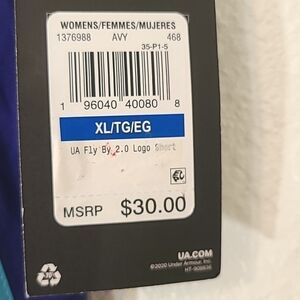 WOMENS/FEMMES/MUJERES
1376988 AVY 468
35-P1-5
1 96040 40080 8
XL/TG/EG
UA Fly By 2.0 Logo Short
MSRP $30.00
UA.COM
©2020 Under Armour, Inc.